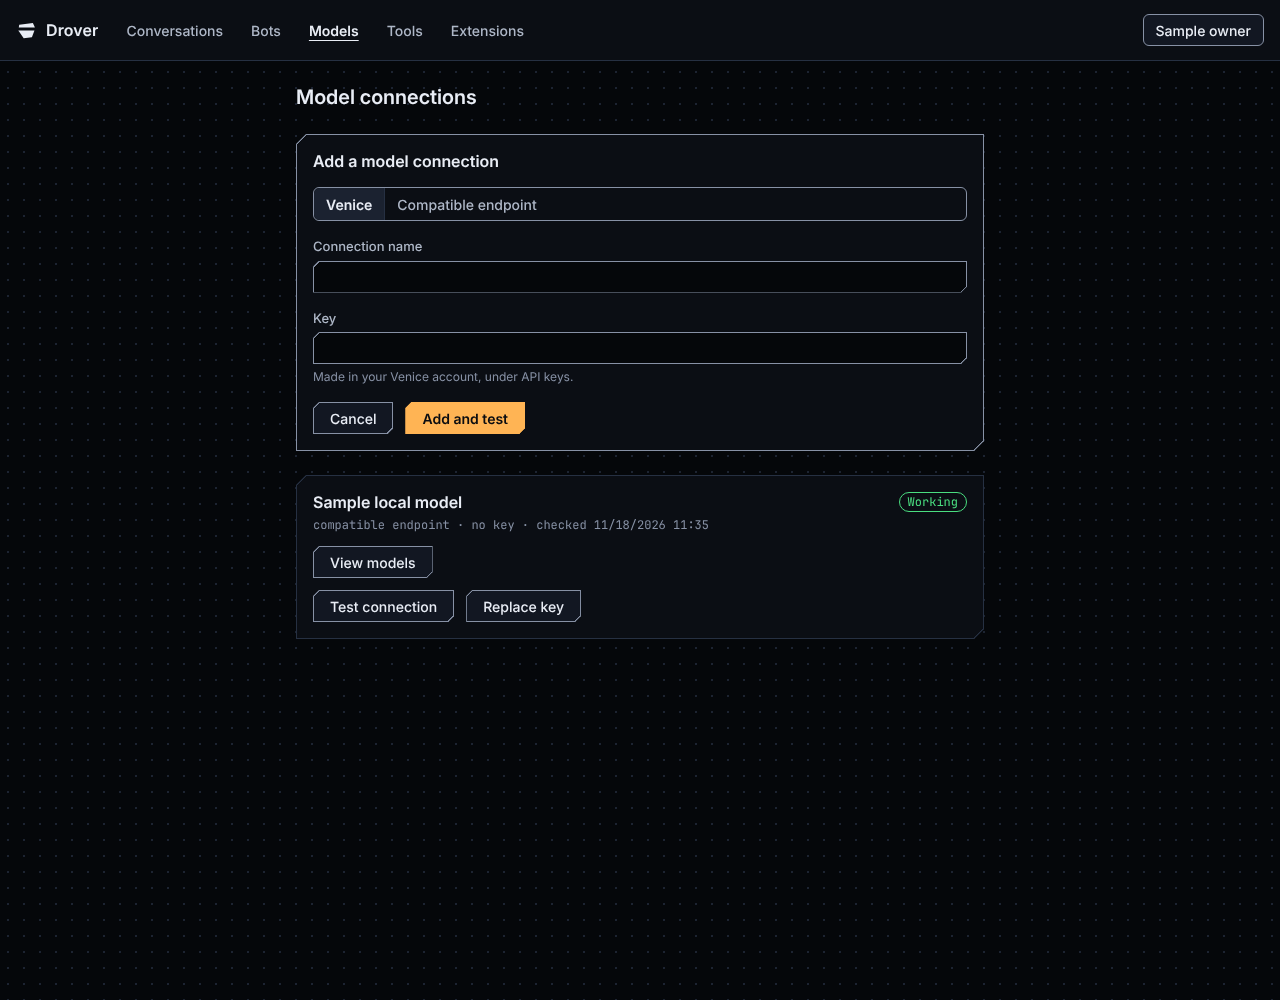 Drover
Conversations
Bots
Models
Tools
Extensions
Sample owner
Model connections
Add a model connection
Venice
Compatible endpoint
Connection name
Key
Made in your Venice account, under API keys.
Cancel
Add and test
Sample local model
Working
compatible endpoint · no key · checked 11/18/2026 11:35
View models
Test connection
Replace key